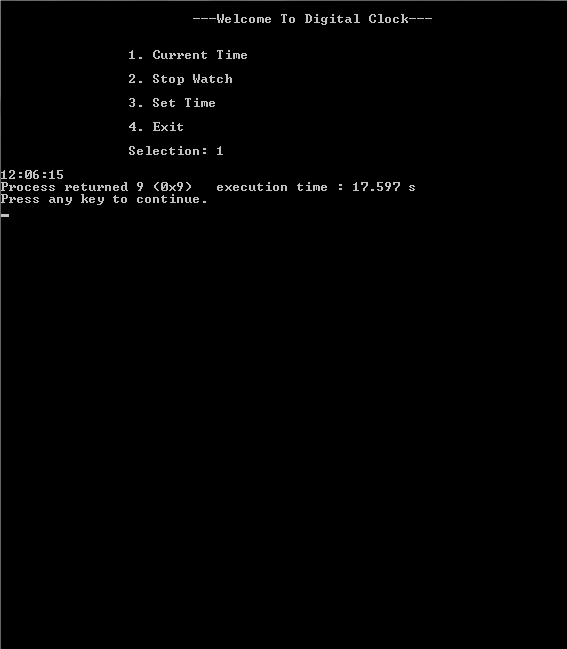 ---Welcome To Digital Clock---
1. Current Time
2. Stop Watch
3. Set Time
4. Exit
Selection: 1
12:06:15
Process returned 9 (0x9)   execution time : 17.597 s
Press any key to continue.